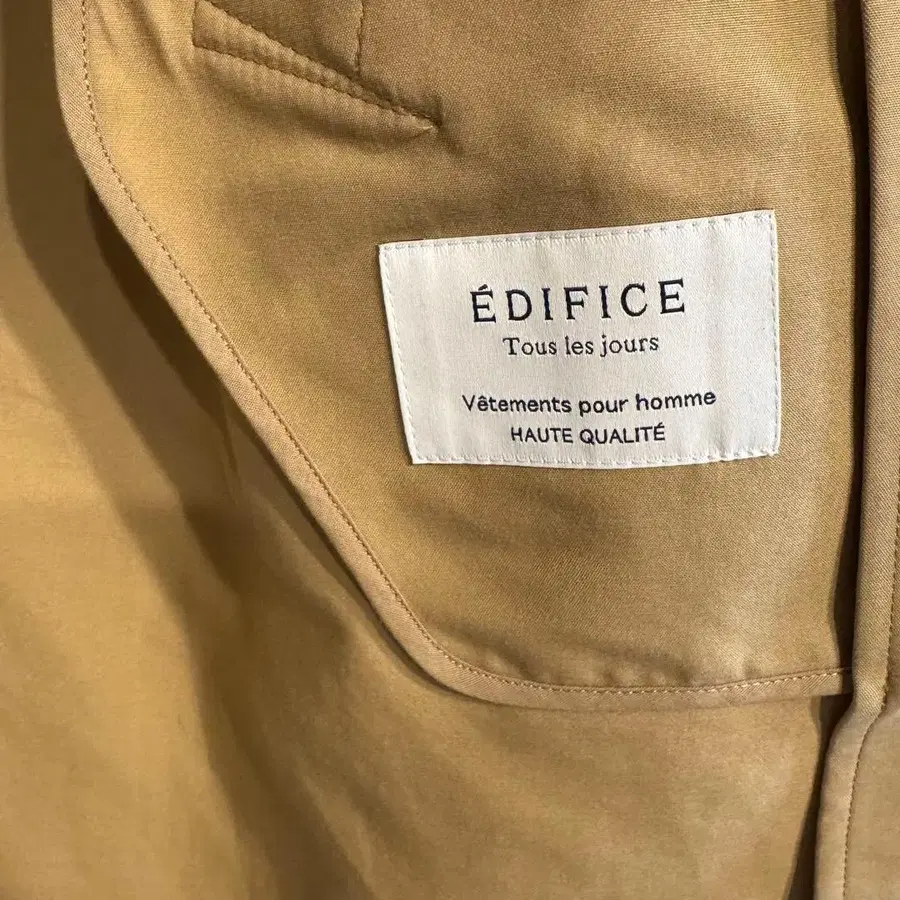 ÉDIFICE
Tous les jours
Vêtements pour homme
HAUTE QUALITÉ